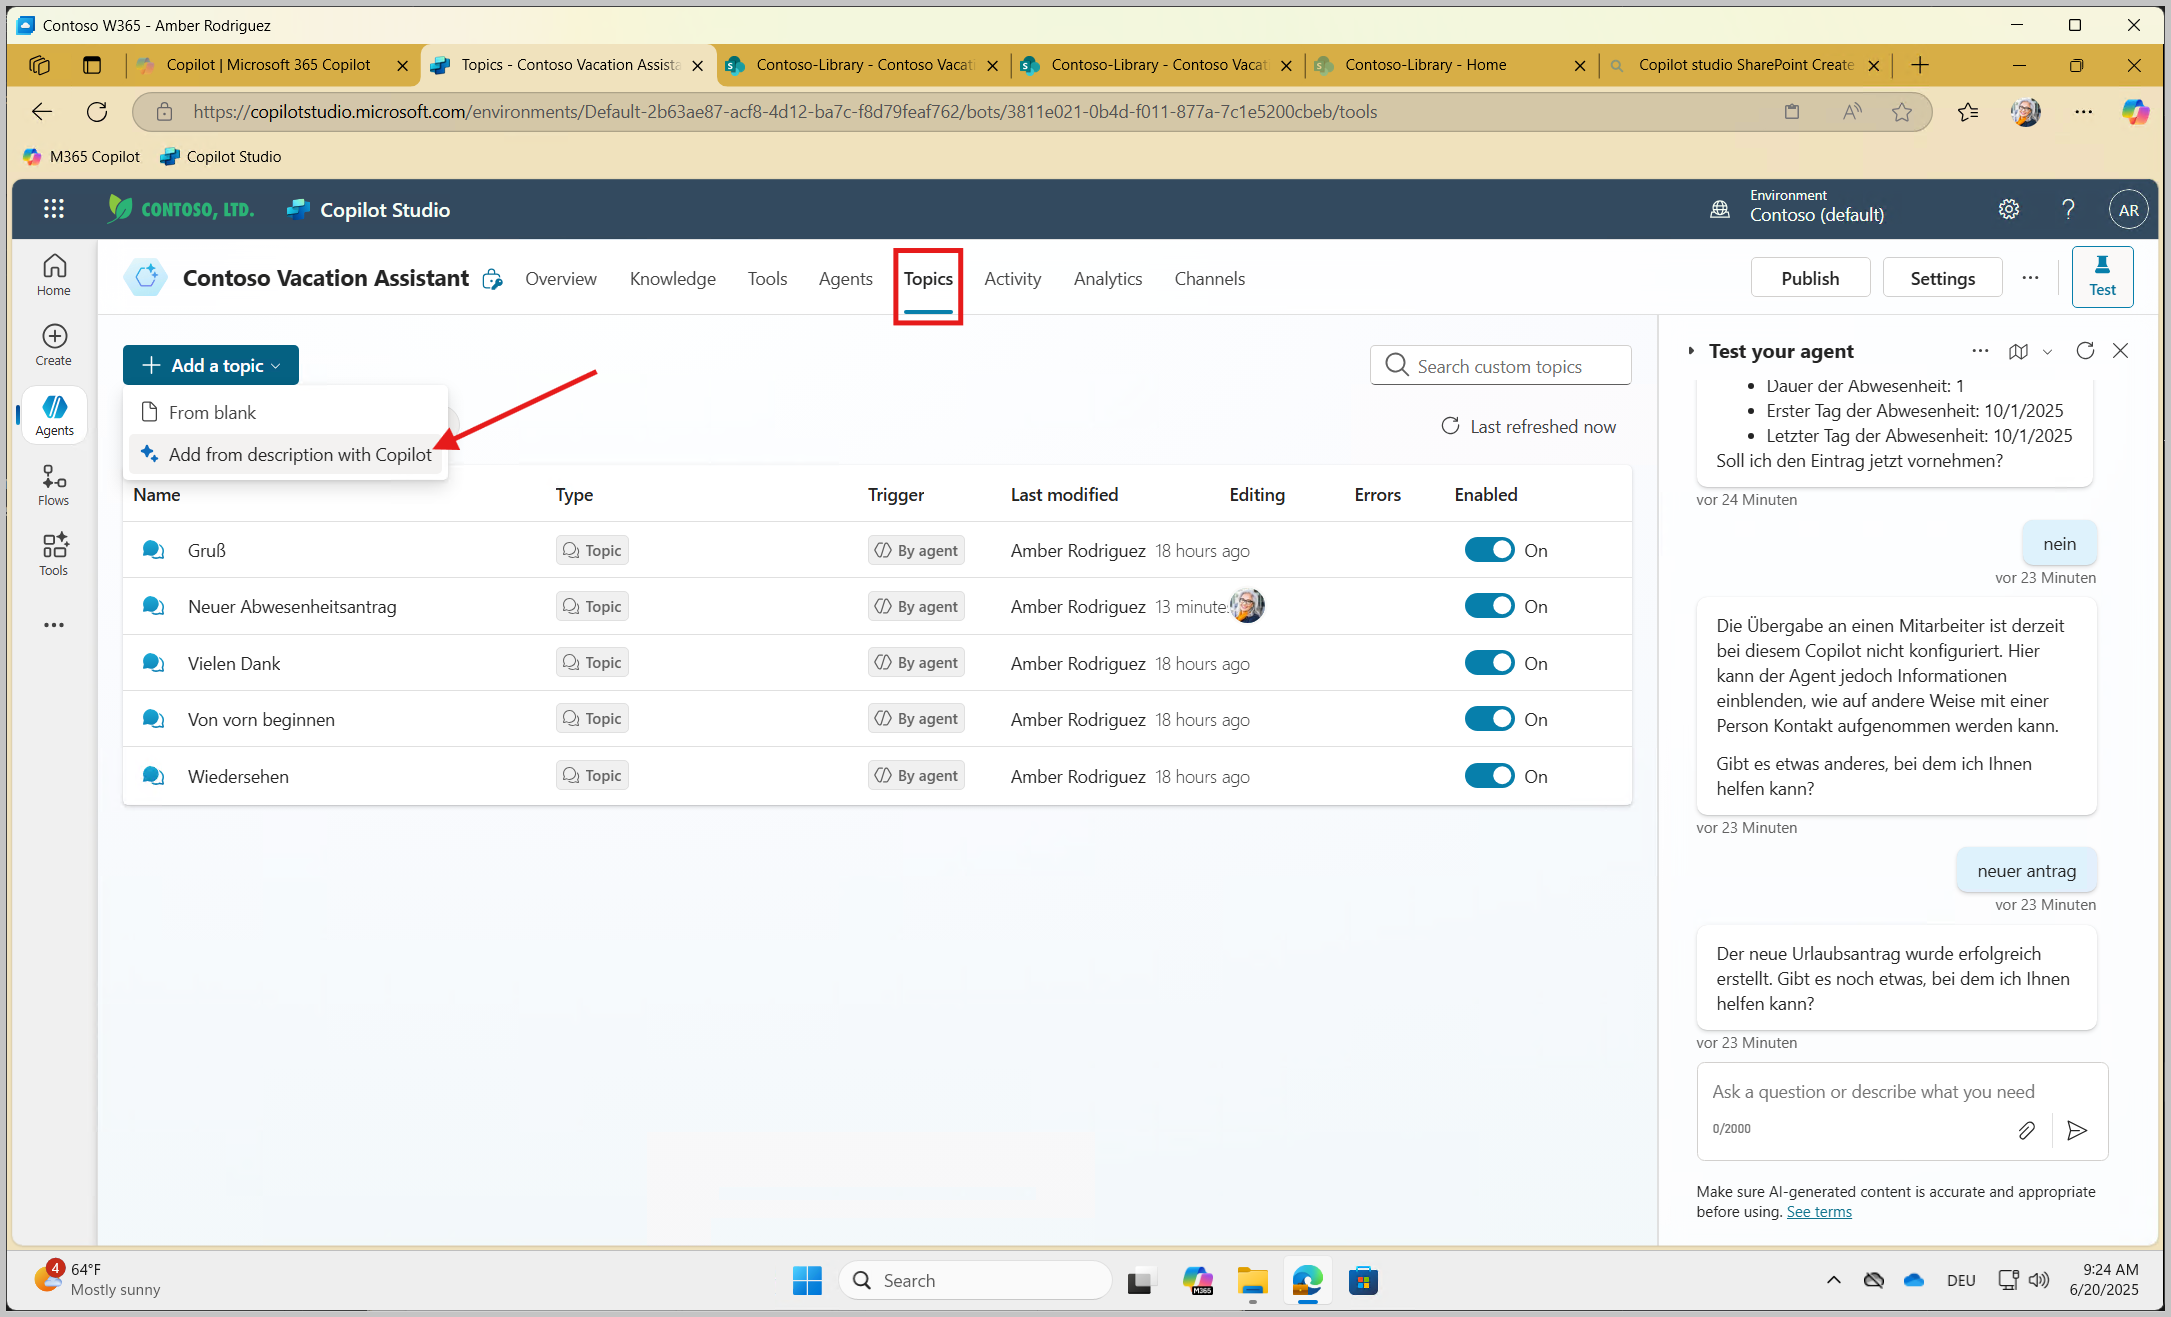 Contoso W365 - Amber Rodriguez
Copilot | Microsoft 365 Copilot
Topics - Contoso Vacation Assista
Contoso-Library - Contoso Vacat
Contoso-Library - Contoso Vacat
Contoso-Library - Home
Copilot studio SharePoint Create
https://copilotstudio.microsoft.com/environments/Default-2b63ae87-acf8-4d12-ba7c-f8d79feaf762/bots/3811e021-0b4d-f011-877a-7c1e5200cbeb/tools
M365 Copilot
Copilot Studio
CONTOSO, LTD.
Copilot Studio
Environment
Contoso (default)
AR
Home
Create
Agents
Flows
Tools
Contoso Vacation Assistant
Overview
Knowledge
Tools
Agents
Topics
Activity
Analytics
Channels
Publish
Settings
Test
Add a topic
From blank
Add from description with Copilot
Search custom topics
Last refreshed now
Name Type Trigger Last modified Editing Errors Enabled
Gruß Topic By agent Amber Rodriguez 18 hours ago On
Neuer Abwesenheitsantrag Topic By agent Amber Rodriguez 13 minute On
Vielen Dank Topic By agent Amber Rodriguez 18 hours ago On
Von vorn beginnen Topic By agent Amber Rodriguez 18 hours ago On
Wiedersehen Topic By agent Amber Rodriguez 18 hours ago On
Test your agent
• Dauer der Abwesenheit: 1
• Erster Tag der Abwesenheit: 10/1/2025
• Letzter Tag der Abwesenheit: 10/1/2025
Soll ich den Eintrag jetzt vornehmen?
vor 24 Minuten
nein
vor 23 Minuten
Die Übergabe an einen Mitarbeiter ist derzeit
bei diesem Copilot nicht konfiguriert. Hier
kann der Agent jedoch Informationen
einblenden, wie auf andere Weise mit einer
Person Kontakt aufgenommen werden kann.
Gibt es etwas anderes, bei dem ich Ihnen
helfen kann?
vor 23 Minuten
neuer antrag
vor 23 Minuten
Der neue Urlaubsantrag wurde erfolgreich
erstellt. Gibt es noch etwas, bei dem ich Ihnen
helfen kann?
vor 23 Minuten
Ask a question or describe what you need
0/2000
Make sure AI-generated content is accurate and appropriate
before using. See terms
4
64°F
Mostly sunny
Search
M365
DEU
9:24 AM
6/20/2025